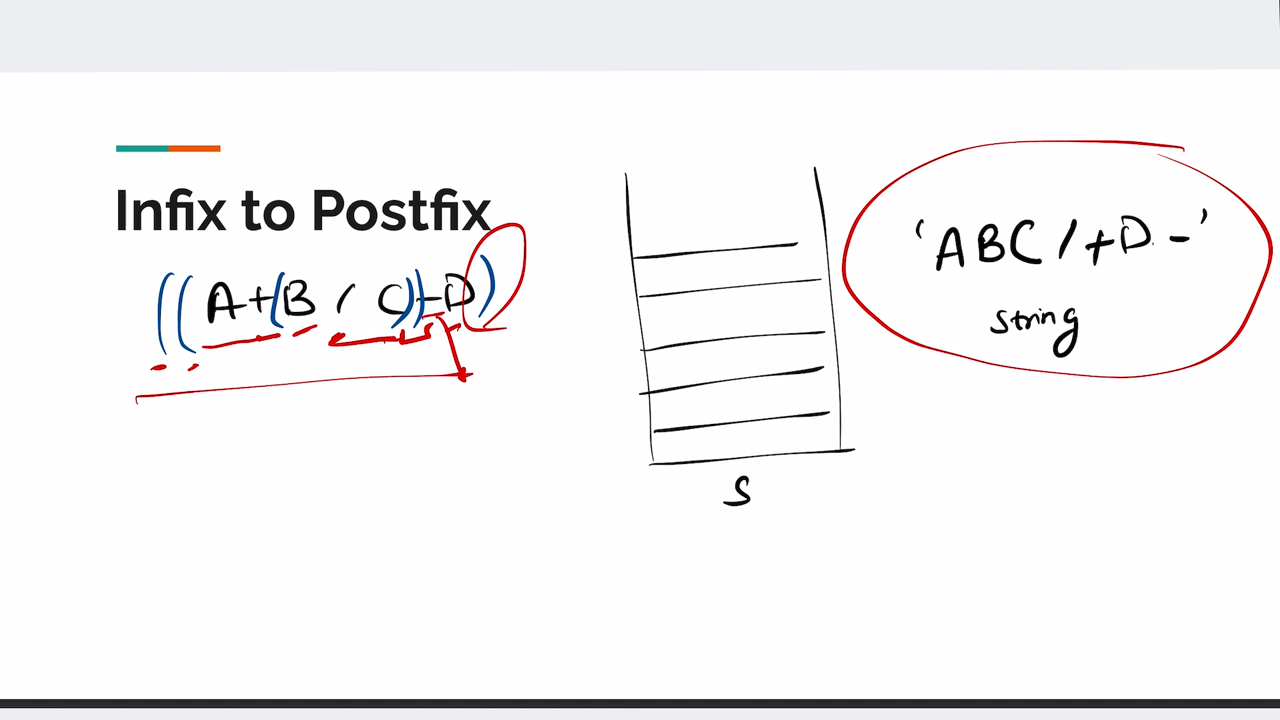 Infix to Postfix
((A+(B / C))-D)
'ABC/+D-'
string
S